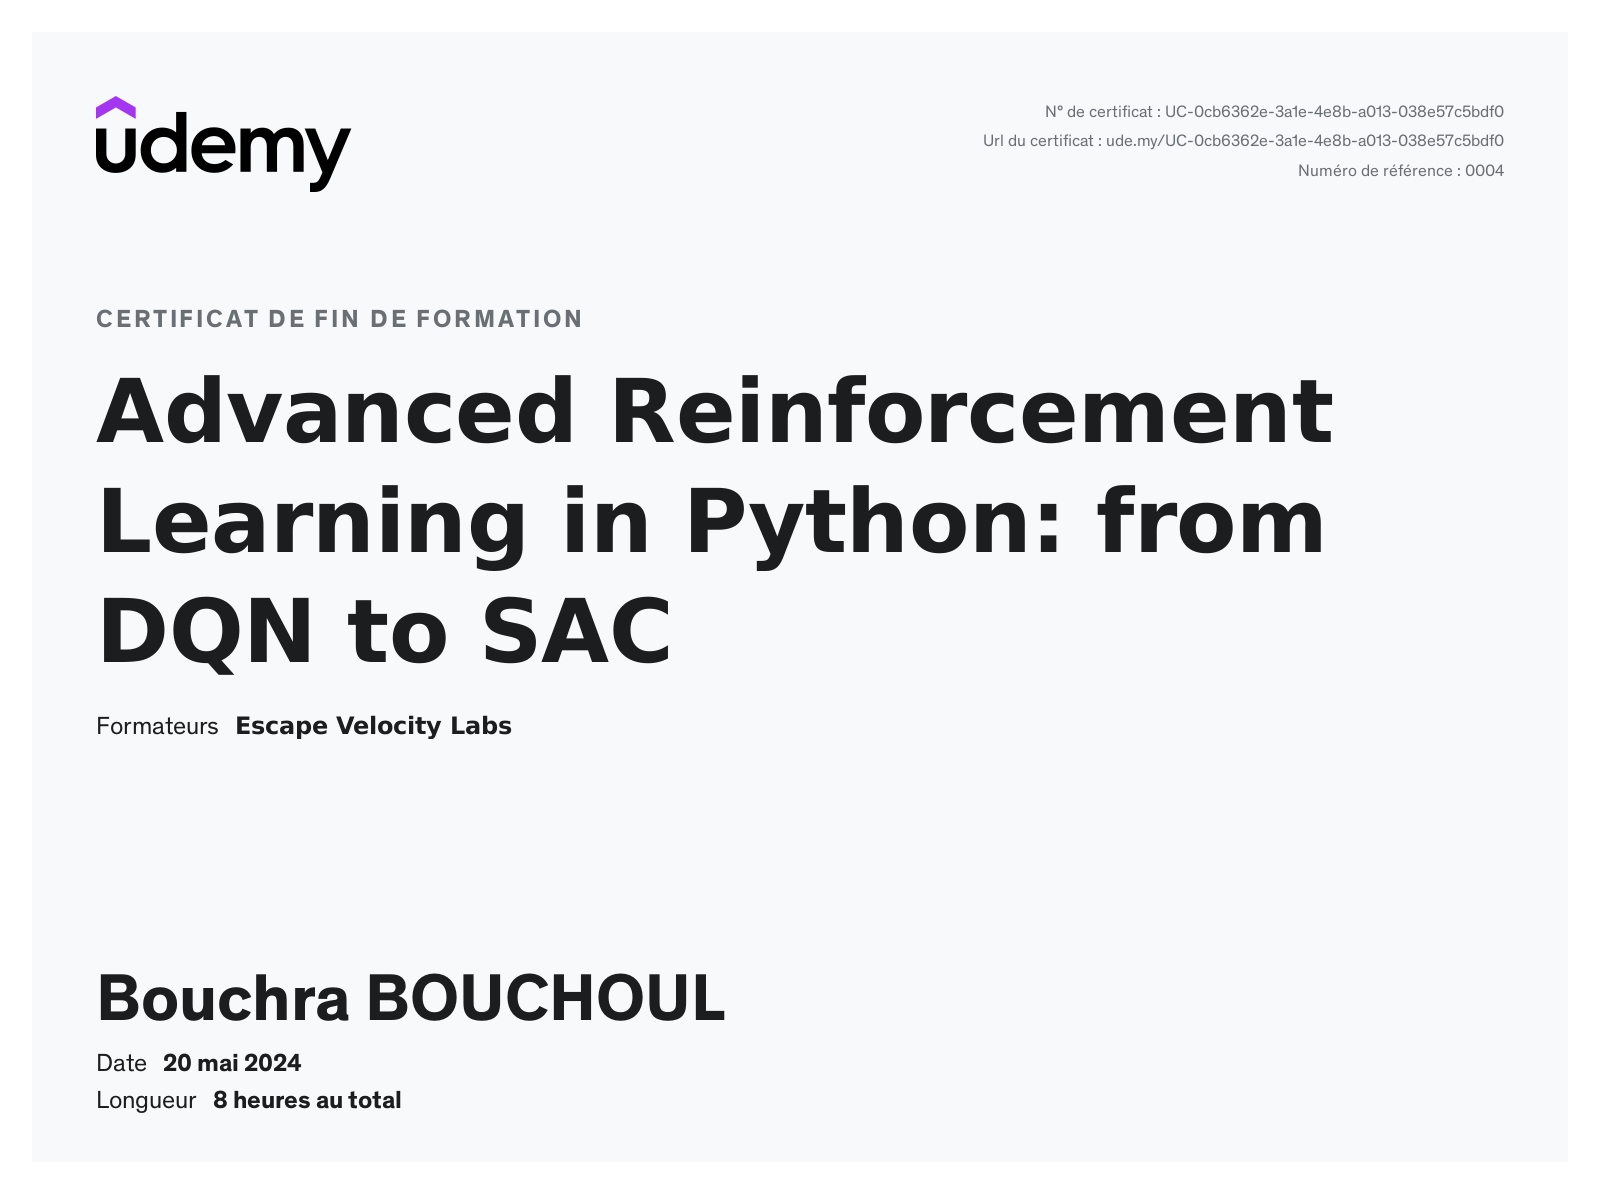 udemy
N° de certificat : UC-0cb6362e-3a1e-4e8b-a013-038e57c5bdf0
Url du certificat : ude.my/UC-0cb6362e-3a1e-4e8b-a013-038e57c5bdf0
Numéro de référence : 0004
CERTIFICAT DE FIN DE FORMATION
Advanced Reinforcement
Learning in Python: from
DQN to SAC
Formateurs Escape Velocity Labs
Bouchra BOUCHOUL
Date 20 mai 2024
Longueur 8 heures au total